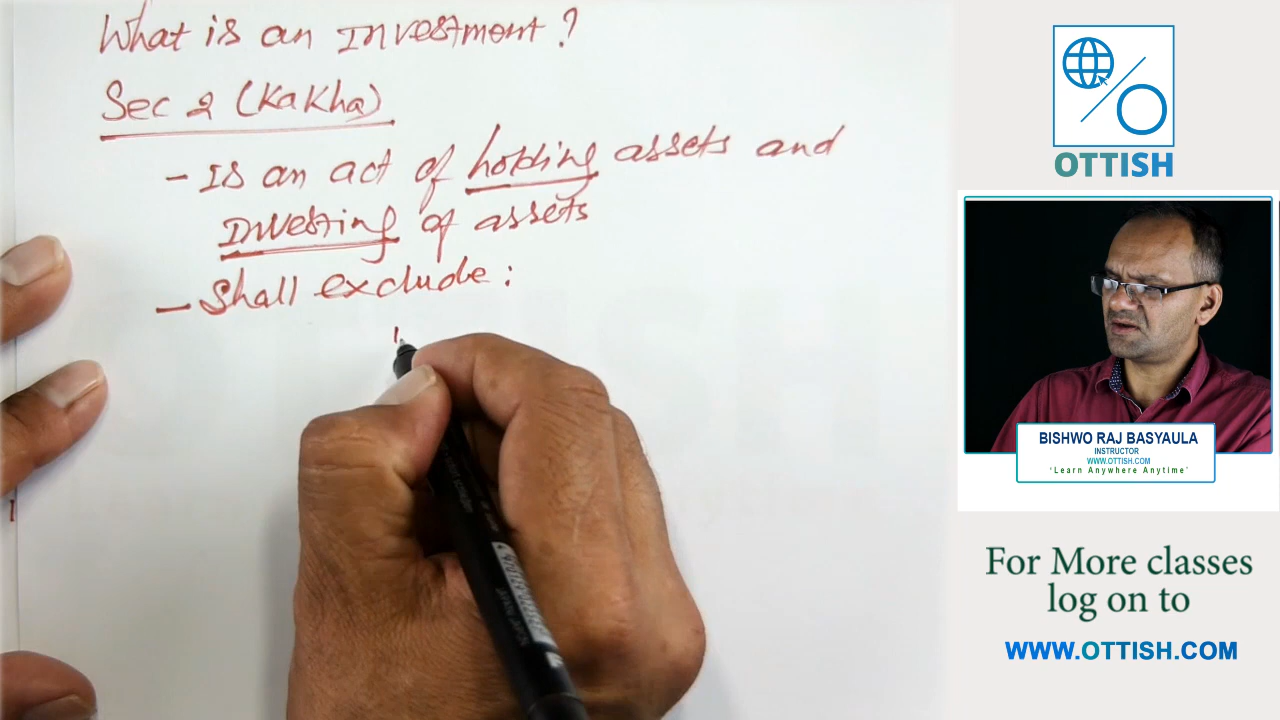 What is an Investment?
Sec 2 (KaKha)
- Is an act of holding assets and
Investing of assets
- Shall exclude:
OTTISH
BISHWO RAJ BASYAULA
INSTRUCTOR
WWW.OTTISH.COM
'Learn Anywhere Anytime'
For More classes
log on to
WWW.OTTISH.COM